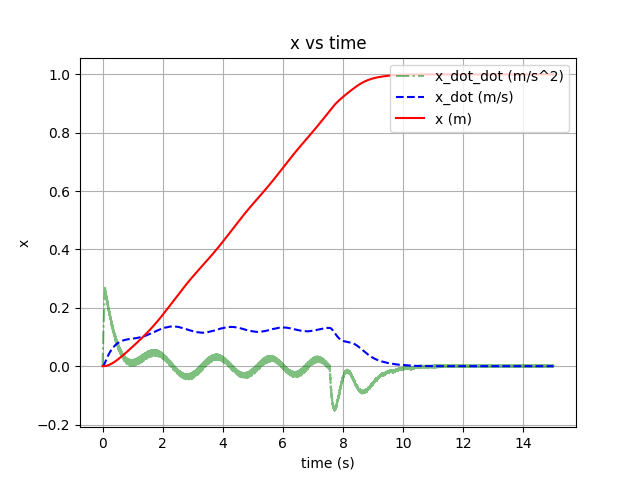 x vs time
x_dot_dot (m/s^2)
x_dot (m/s)
x (m)
1.0
0.8
0.6
0.4
0.2
0.0
−0.2
x
0 2 4 6 8 10 12 14
time (s)